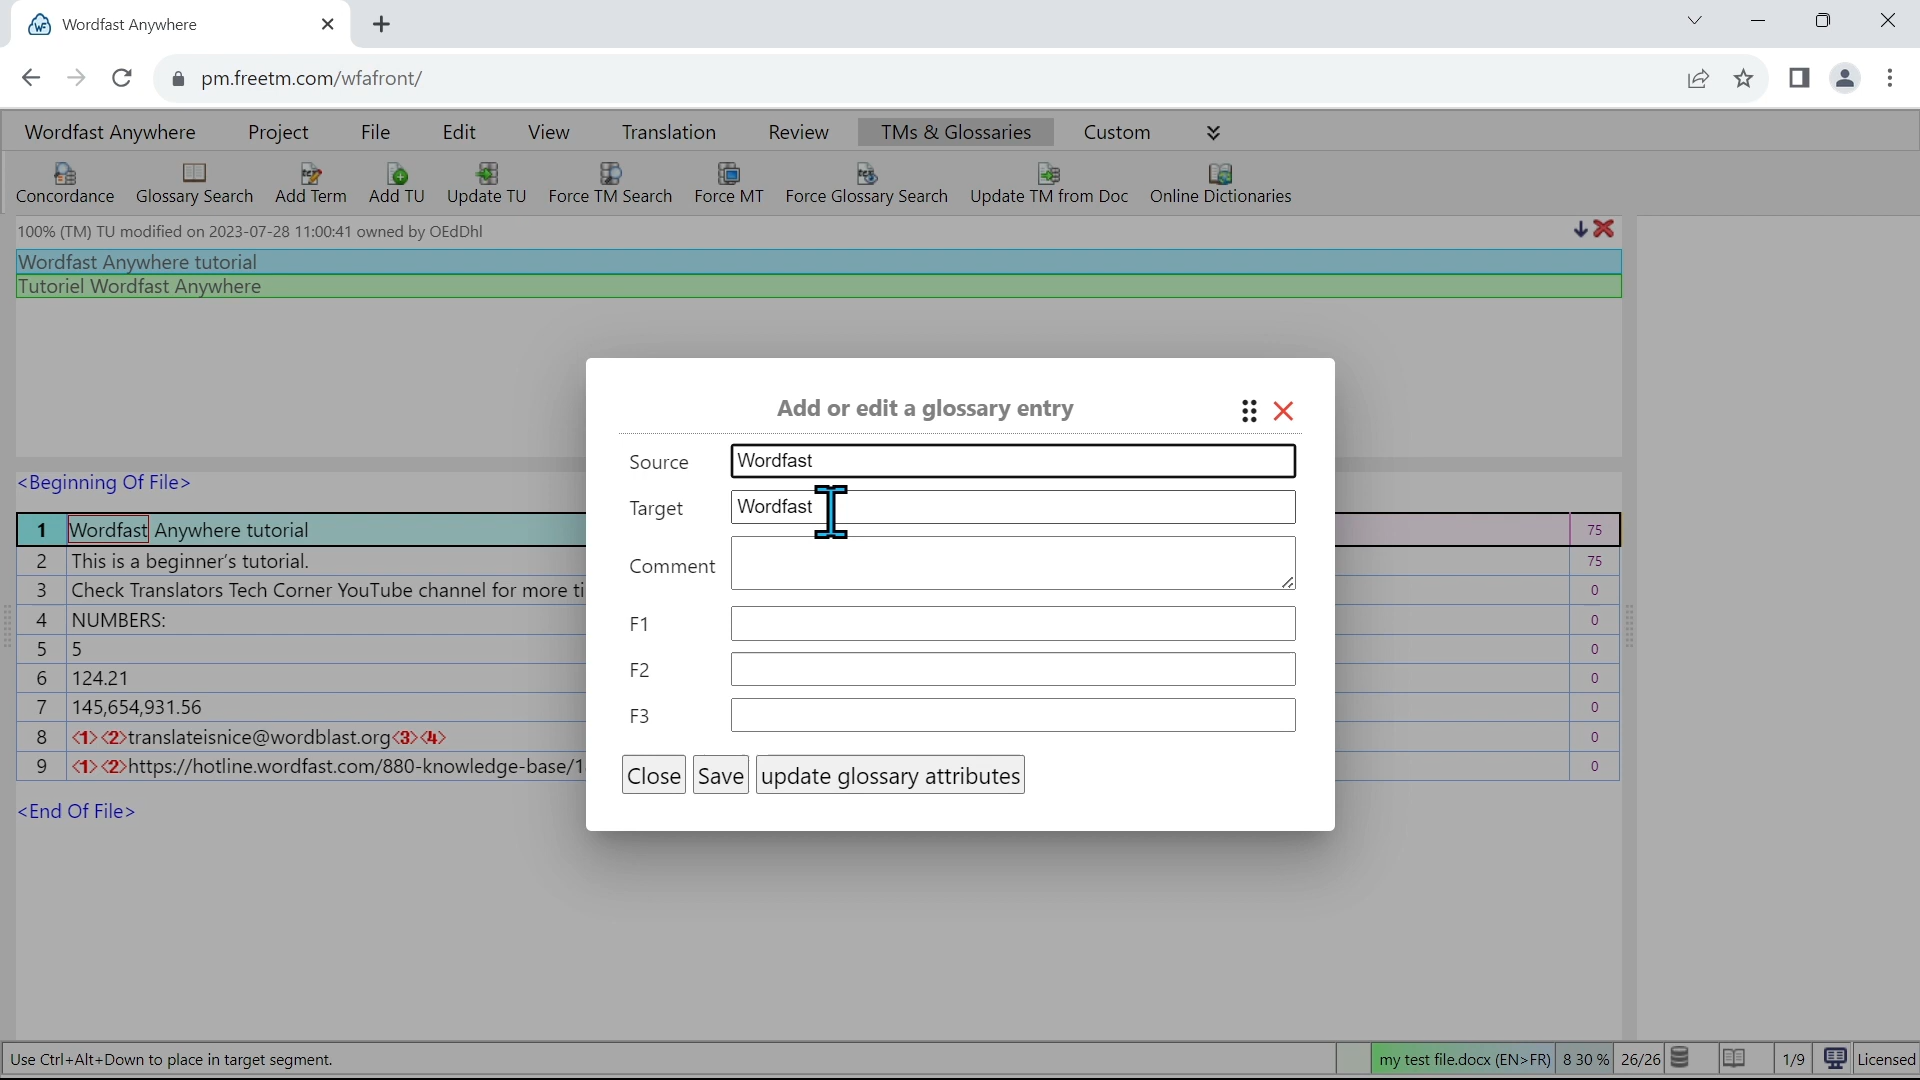 Wordfast Anywhere
pm.freetm.com/wfafront/
Wordfast Anywhere Project File Edit View Translation Review TMs & Glossaries Custom
Concordance Glossary Search Add Term Add TU Update TU Force TM Search Force MT Force Glossary Search Update TM from Doc Online Dictionaries
100% (TM) TU modified on 2023-07-28 11:00:41 owned by OEdDhl
Wordfast Anywhere tutorial
Tutoriel Wordfast Anywhere
Add or edit a glossary entry
Source Wordfast
Target Wordfast
Comment
F1
F2
F3
Close Save update glossary attributes
<Beginning Of File>
1 Wordfast Anywhere tutorial 75
2 This is a beginner's tutorial. 75
3 Check Translators Tech Corner YouTube channel for more ti 0
4 NUMBERS: 0
5 5 0
6 124.21 0
7 145,654,931.56 0
8 <1><2>translateisnice@wordblast.org<3><4> 0
9 <1><2>https://hotline.wordfast.com/880-knowledge-base/1 0
<End Of File>
Use Ctrl+Alt+Down to place in target segment. my test file.docx (EN>FR) 8 30 % 26/26 1/9 Licensed